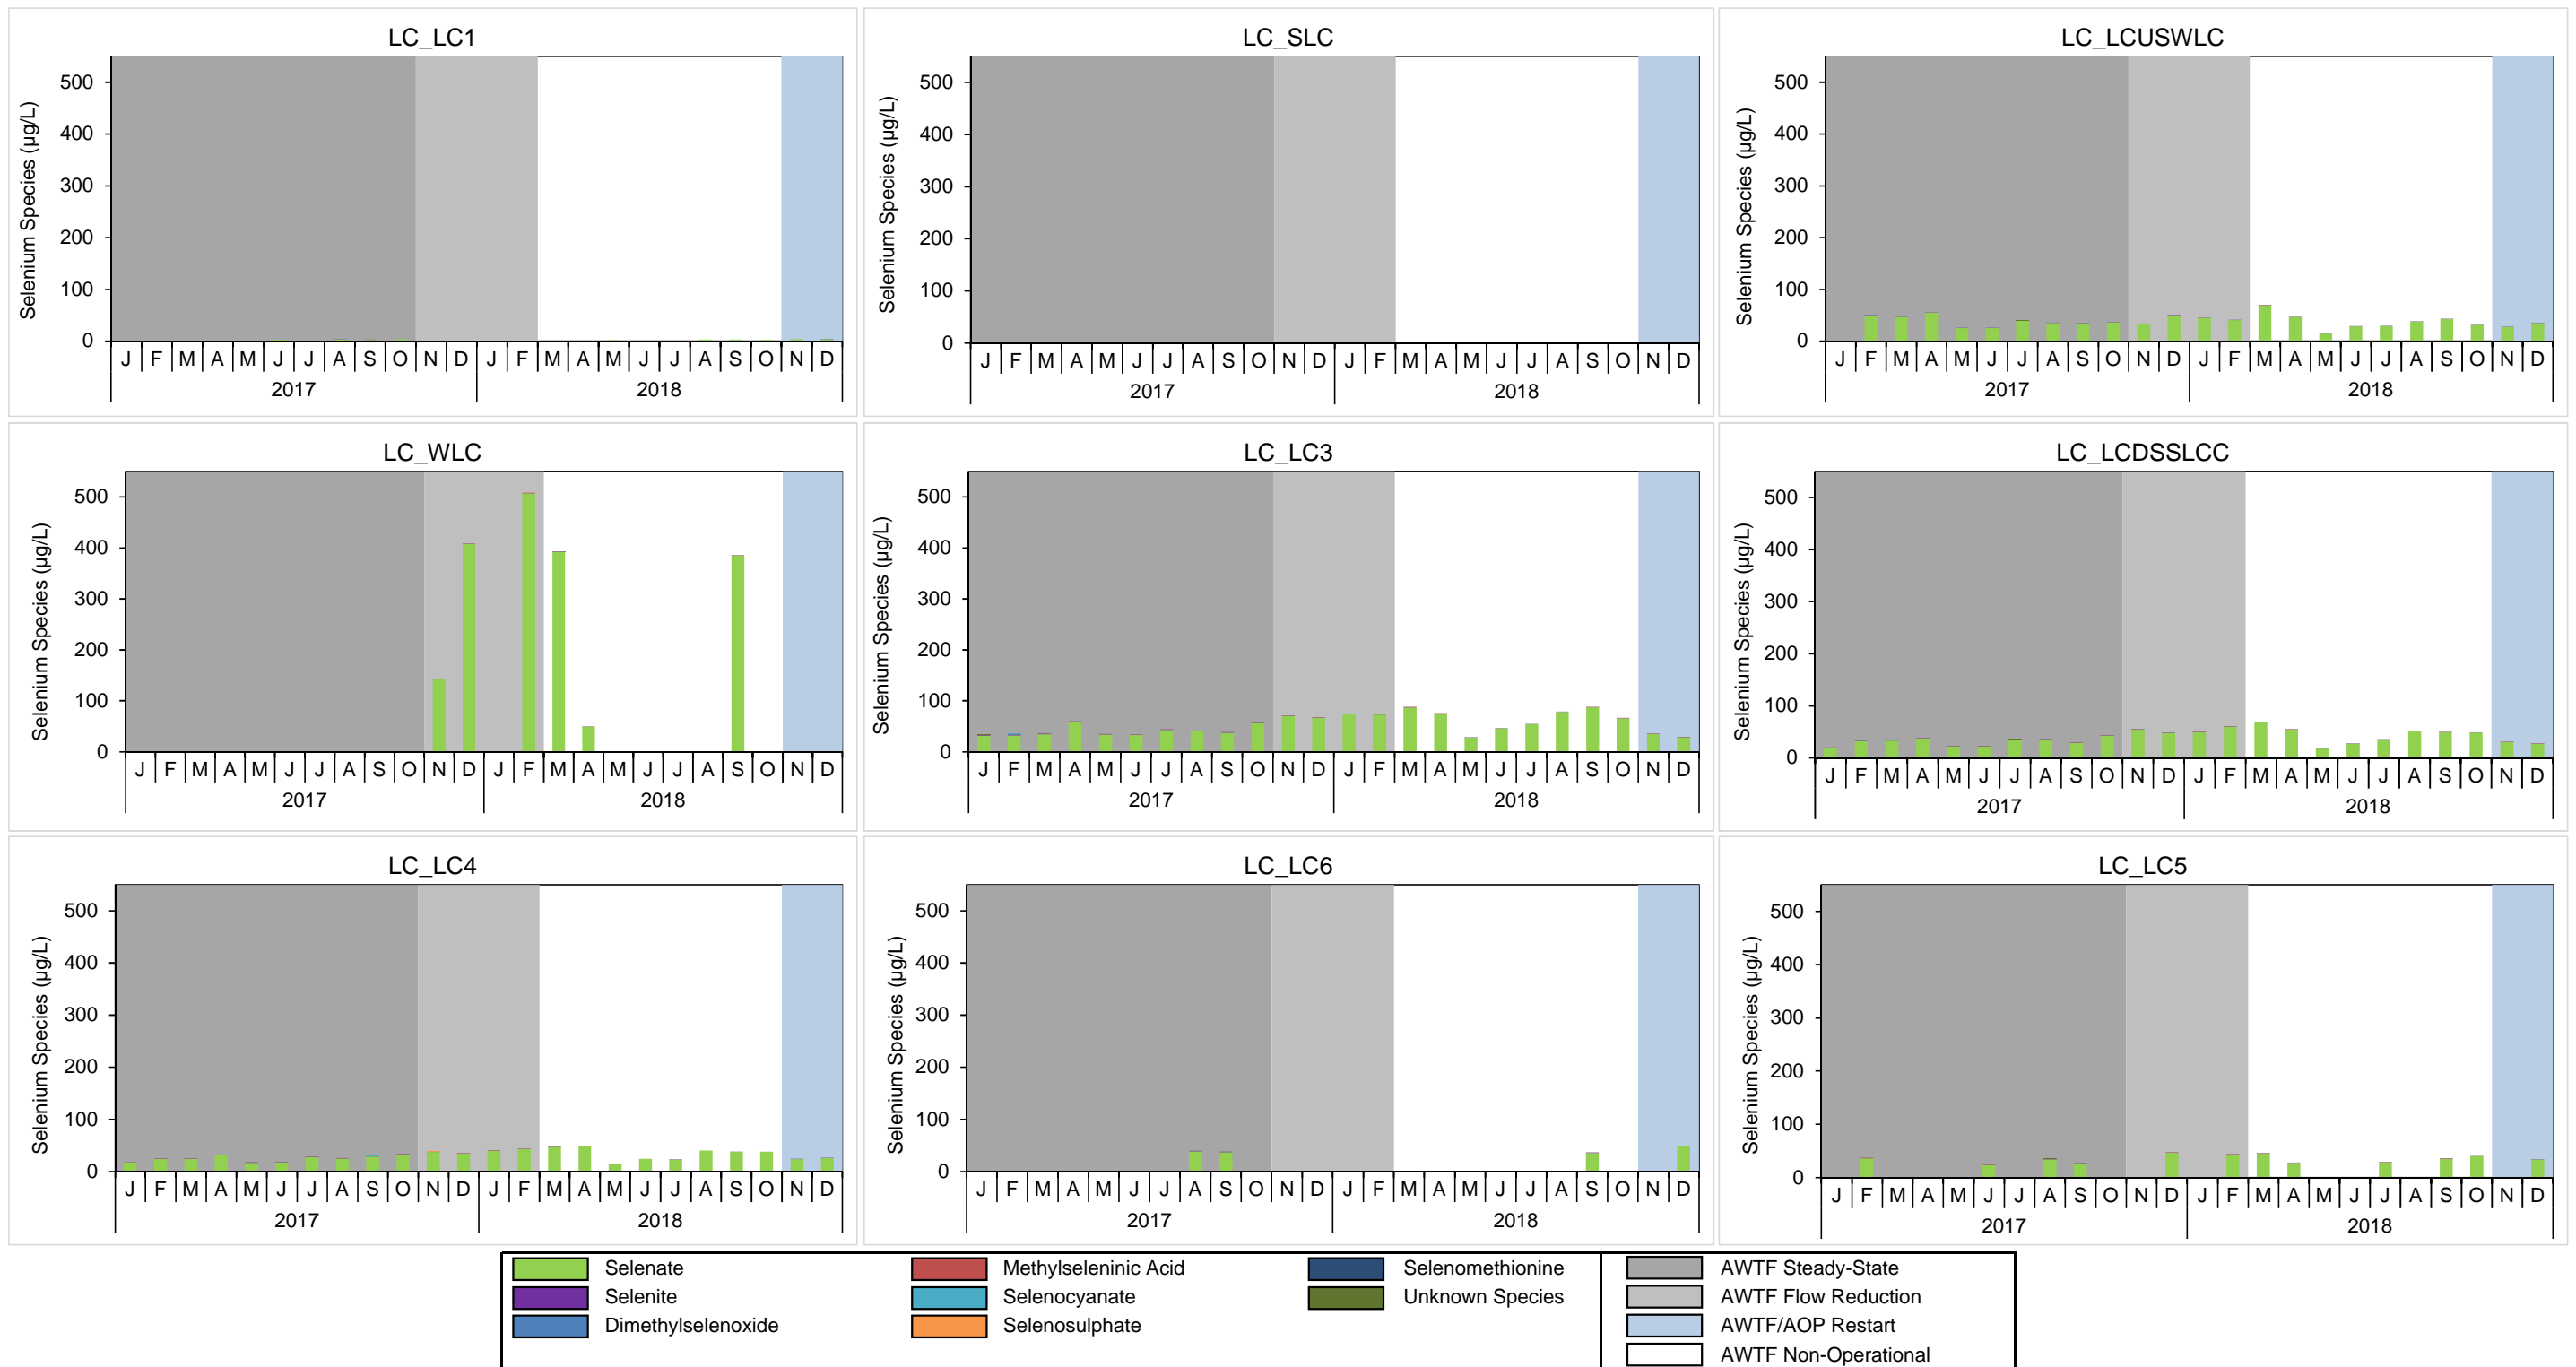 LC_LC1
Selenium Species (µg/L)
500
400
300
200
100
0
J F M A M J J A S O N D J F M A M J J A S O N D
2017 2018
LC_SLC
Selenium Species (µg/L)
500
400
300
200
100
0
J F M A M J J A S O N D J F M A M J J A S O N D
2017 2018
LC_LCUSWLC
Selenium Species (µg/L)
500
400
300
200
100
0
J F M A M J J A S O N D J F M A M J J A S O N D
2017 2018
LC_WLC
Selenium Species (µg/L)
500
400
300
200
100
0
J F M A M J J A S O N D J F M A M J J A S O N D
2017 2018
LC_LC3
Selenium Species (µg/L)
500
400
300
200
100
0
J F M A M J J A S O N D J F M A M J J A S O N D
2017 2018
LC_LCDSSLCC
Selenium Species (µg/L)
500
400
300
200
100
0
J F M A M J J A S O N D J F M A M J J A S O N D
2017 2018
LC_LC4
Selenium Species (µg/L)
500
400
300
200
100
0
J F M A M J J A S O N D J F M A M J J A S O N D
2017 2018
LC_LC6
Selenium Species (µg/L)
500
400
300
200
100
0
J F M A M J J A S O N D J F M A M J J A S O N D
2017 2018
LC_LC5
Selenium Species (µg/L)
500
400
300
200
100
0
J F M A M J J A S O N D J F M A M J J A S O N D
2017 2018
Selenate
Selenite
Dimethylselenoxide
Methylseleninic Acid
Selenocyanate
Selenosulphate
Selenomethionine
Unknown Species
AWTF Steady-State
AWTF Flow Reduction
AWTF/AOP Restart
AWTF Non-Operational